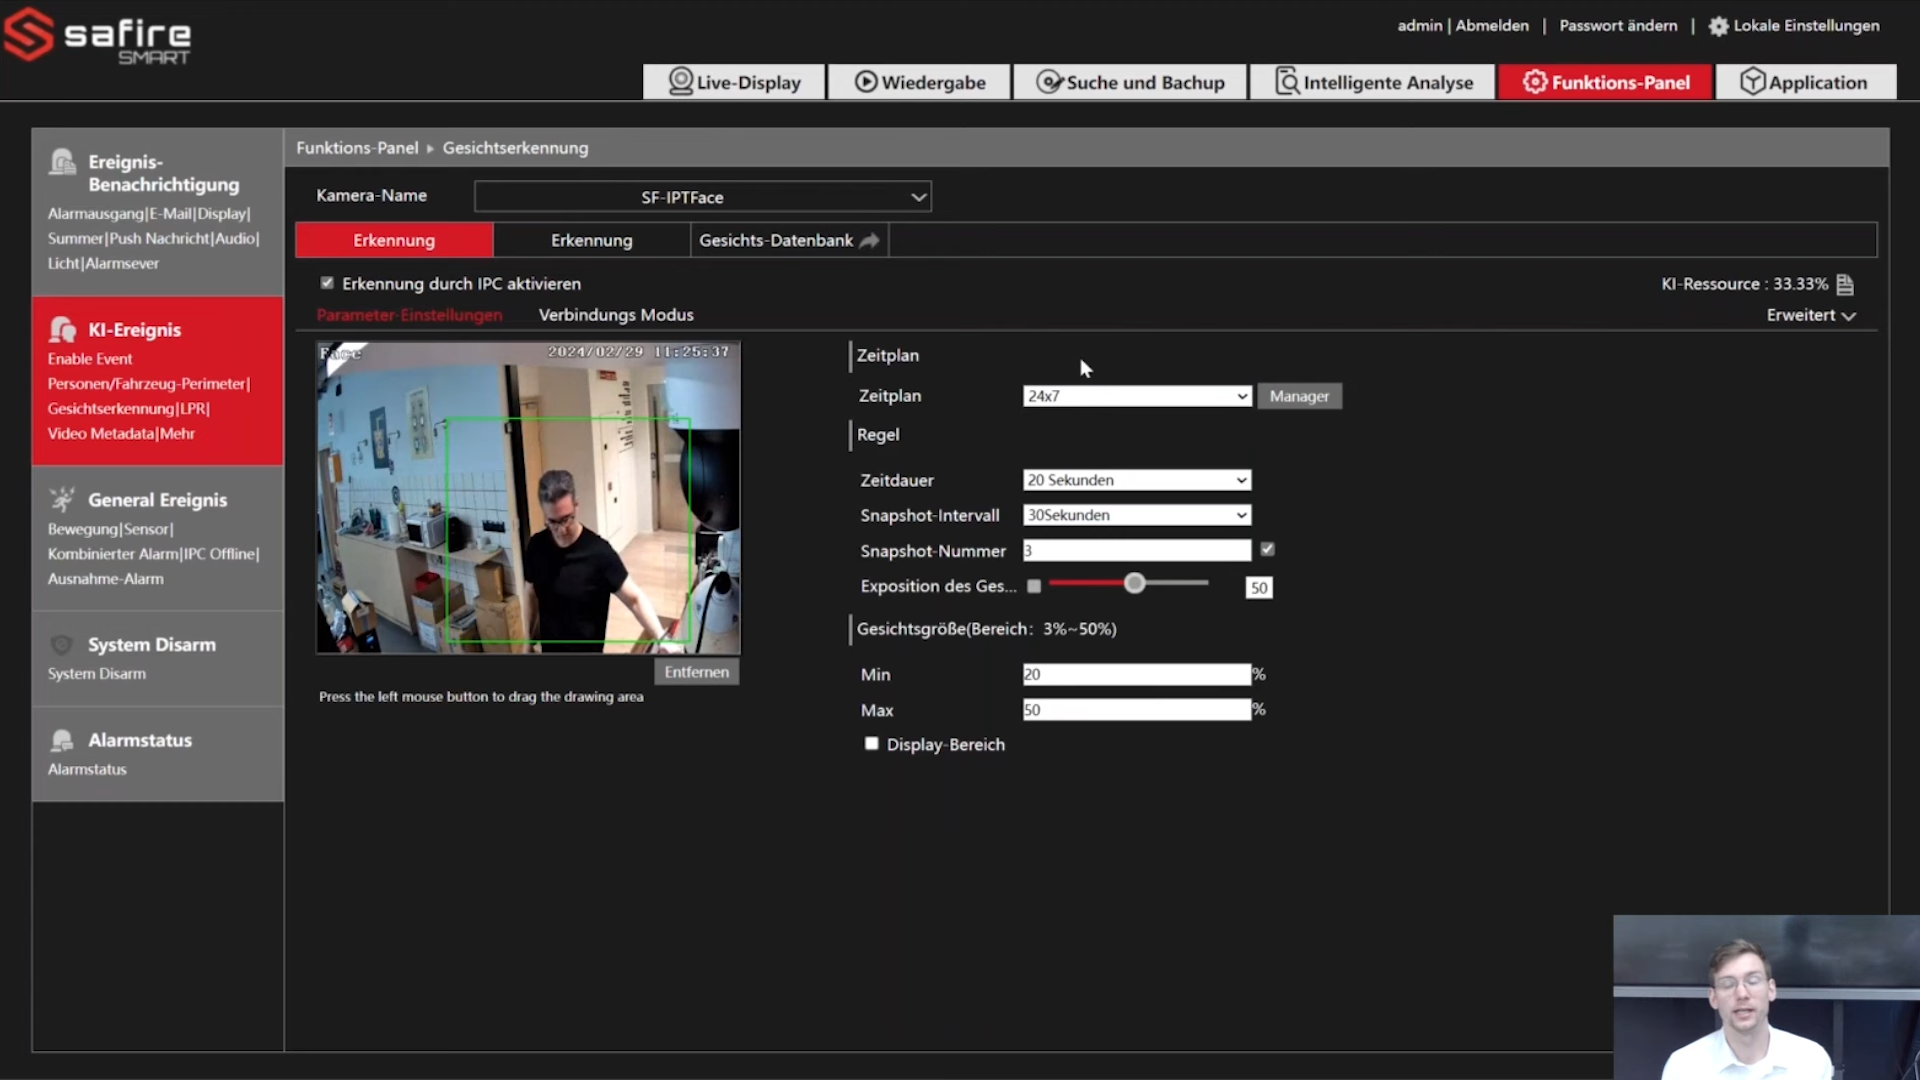 safire
SMART
admin | Abmelden | Passwort ändern | Lokale Einstellungen
Live-Display
Wiedergabe
Suche und Bachup
Intelligente Analyse
Funktions-Panel
Application
Ereignis-
Benachrichtigung
Alarmausgang|E-Mail|Display|
Summer|Push Nachricht|Audio|
Licht|Alarmsever
KI-Ereignis
Enable Event
Personen/Fahrzeug-Perimeter|
Gesichtserkennung|LPR|
Video Metadata|Mehr
General Ereignis
Bewegung|Sensor|
Kombinierter Alarm|IPC Offline|
Ausnahme-Alarm
System Disarm
System Disarm
Alarmstatus
Alarmstatus
Funktions-Panel ▸ Gesichtserkennung
Kamera-Name
SF-IPTFace
Erkennung
Erkennung
Gesichts-Datenbank
Erkennung durch IPC aktivieren
KI-Ressource : 33.33%
Parameter-Einstellungen
Verbindungs Modus
Erweitert
Face
2024/02/29 11:25:37
Entfernen
Press the left mouse button to drag the drawing area
Zeitplan
Zeitplan
24x7
Manager
Regel
Zeitdauer
20 Sekunden
Snapshot-Intervall
30Sekunden
Snapshot-Nummer
3
Exposition des Ges...
50
Gesichtsgröße(Bereich: 3%~50%)
Min
20
%
Max
50
%
Display-Bereich